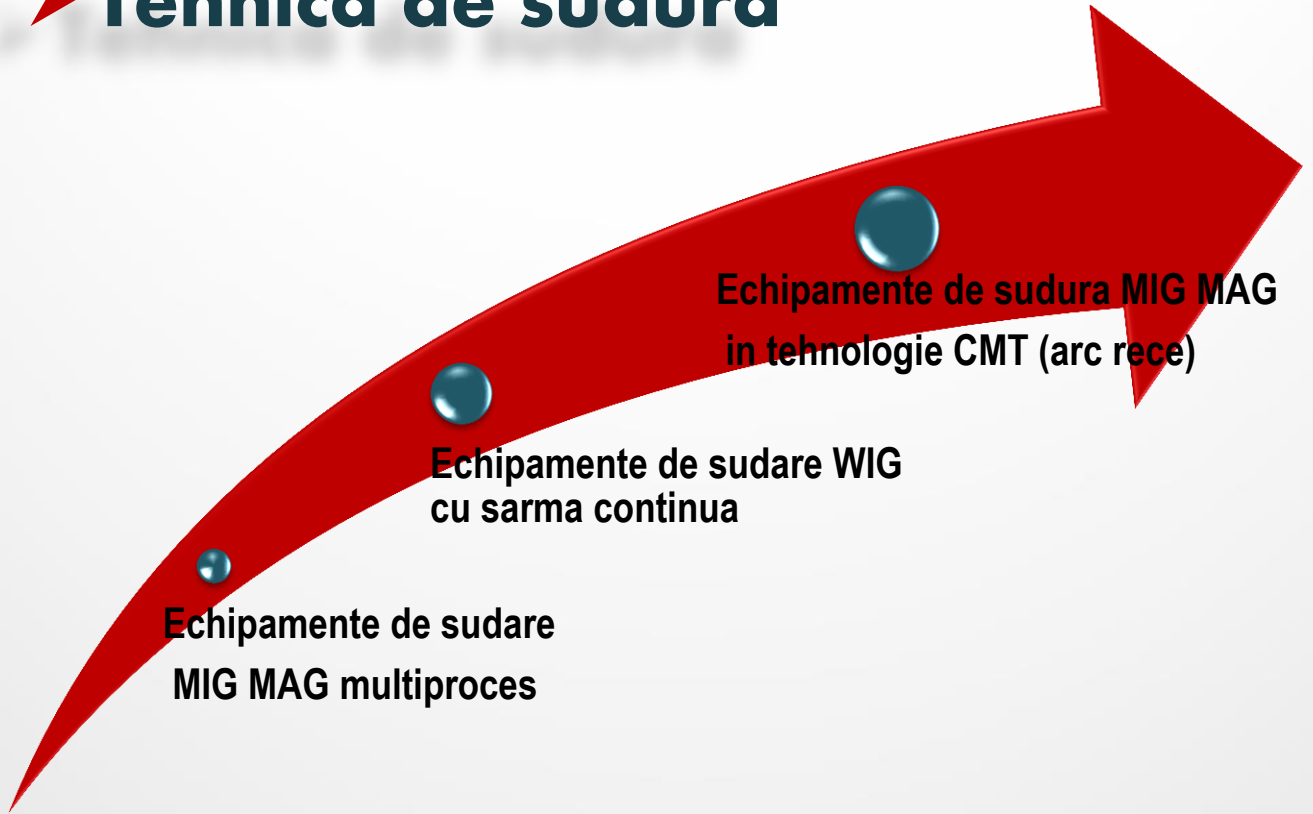 Tehnica de sudura
Echipamente de sudura MIG MAG
in tehnologie CMT (arc rece)
Echipamente de sudare WIG
cu sarma continua
Echipamente de sudare
MIG MAG multiproces